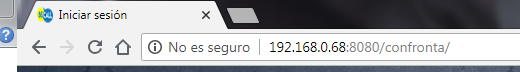 Iniciar sesión
No es seguro | 192.168.0.68:8080/confronta/